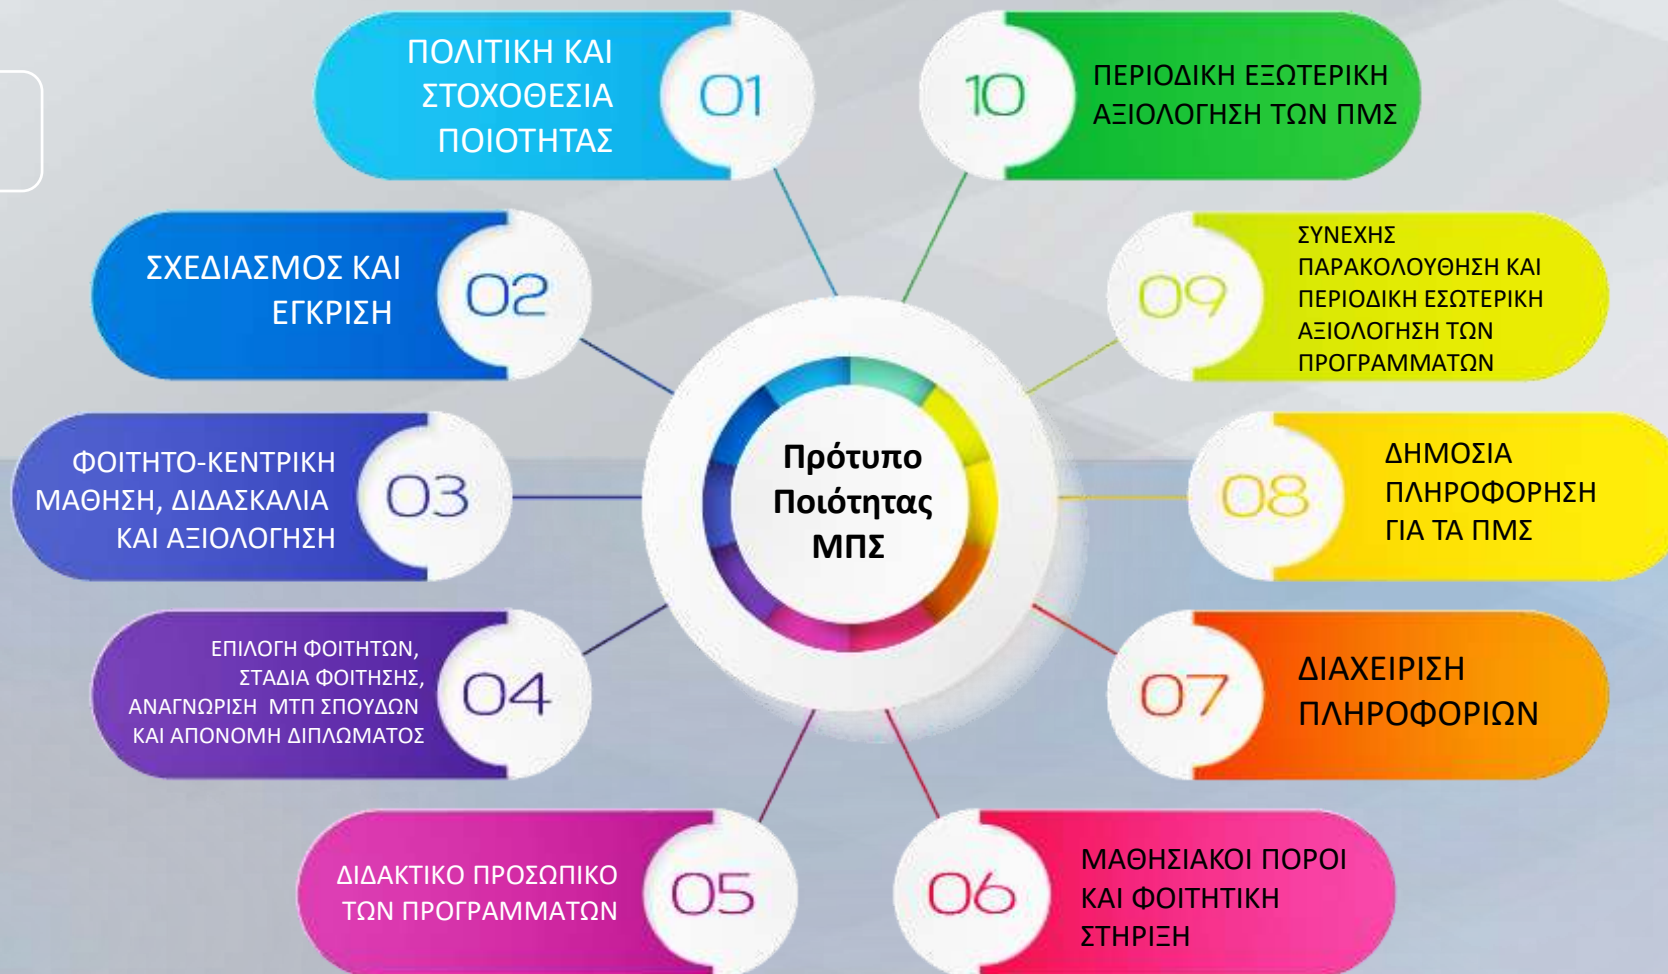 ΠΟΛΙΤΙΚΗ ΚΑΙ
ΣΤΟΧΟΘΕΣΙΑ
ΠΟΙΟΤΗΤΑΣ
01
ΣΧΕΔΙΑΣΜΟΣ ΚΑΙ
ΕΓΚΡΙΣΗ
02
ΦΟΙΤΗΤΟ-ΚΕΝΤΡΙΚΗ
ΜΑΘΗΣΗ, ΔΙΔΑΣΚΑΛΙΑ
ΚΑΙ ΑΞΙΟΛΟΓΗΣΗ
03
ΕΠΙΛΟΓΗ ΦΟΙΤΗΤΩΝ,
ΣΤΑΔΙΑ ΦΟΙΤΗΣΗΣ,
ΑΝΑΓΝΩΡΙΣΗ ΜΤΠ ΣΠΟΥΔΩΝ
ΚΑΙ ΑΠΟΝΟΜΗ ΔΙΠΛΩΜΑΤΟΣ
04
ΔΙΔΑΚΤΙΚΟ ΠΡΟΣΩΠΙΚΟ
ΤΩΝ ΠΡΟΓΡΑΜΜΑΤΩΝ
05
Πρότυπο
Ποιότητας
ΜΠΣ
10
ΠΕΡΙΟΔΙΚΗ ΕΞΩΤΕΡΙΚΗ
ΑΞΙΟΛΟΓΗΣΗ ΤΩΝ ΠΜΣ
09
ΣΥΝΕΧΗΣ
ΠΑΡΑΚΟΛΟΥΘΗΣΗ ΚΑΙ
ΠΕΡΙΟΔΙΚΗ ΕΣΩΤΕΡΙΚΗ
ΑΞΙΟΛΟΓΗΣΗ ΤΩΝ
ΠΡΟΓΡΑΜΜΑΤΩΝ
08
ΔΗΜΟΣΙΑ
ΠΛΗΡΟΦΟΡΗΣΗ
ΓΙΑ ΤΑ ΠΜΣ
07
ΔΙΑΧΕΙΡΙΣΗ
ΠΛΗΡΟΦΟΡΙΩΝ
06
ΜΑΘΗΣΙΑΚΟΙ ΠΟΡΟΙ
ΚΑΙ ΦΟΙΤΗΤΙΚΗ
ΣΤΗΡΙΞΗ